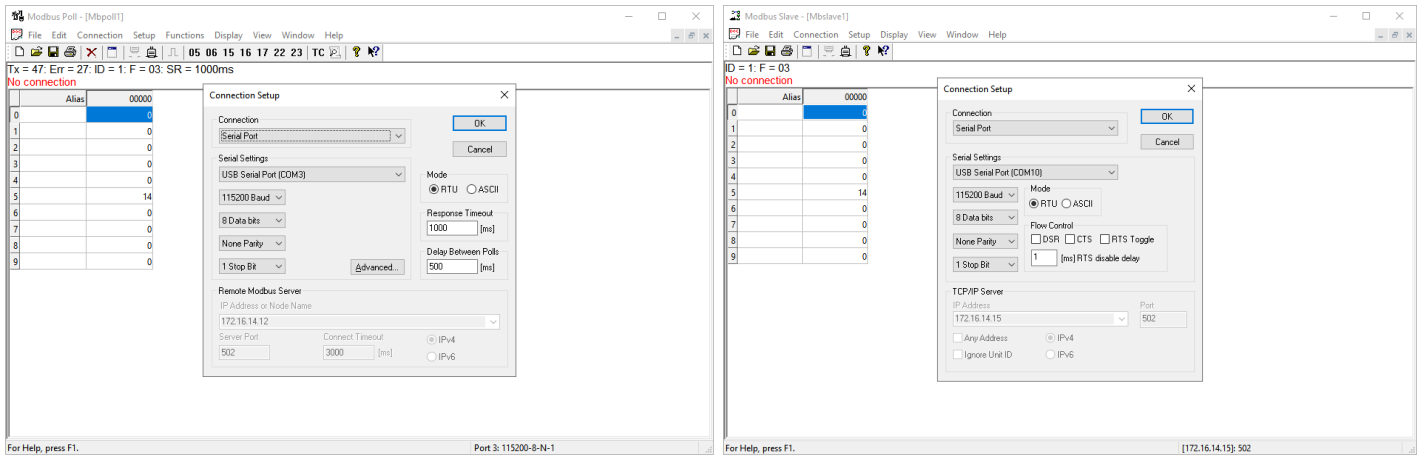 Modbus Poll - [Mbpoll1]
File Edit Connection Setup Functions Display View Window Help
05 06 15 16 17 22 23 TC
Tx = 47: Err = 27: ID = 1: F = 03: SR = 1000ms
No connection
Alias 00000
0 0
1 0
2 0
3 0
4 0
5 14
6 0
7 0
8 0
9 0
Connection Setup
Connection
Serial Port
OK
Cancel
Serial Settings
USB Serial Port (COM3)
115200 Baud
8 Data bits
None Parity
1 Stop Bit
Advanced...
Mode
RTU ASCII
Response Timeout
1000 [ms]
Delay Between Polls
500 [ms]
Remote Modbus Server
IP Address or Node Name
172.16.14.12
Server Port Connect Timeout
502 3000 [ms]
IPv4
IPv6
For Help, press F1.
Port 3: 115200-8-N-1
Modbus Slave - [Mbslave1]
File Edit Connection Setup Display View Window Help
ID = 1: F = 03
No connection
Alias 00000
0 0
1 0
2 0
3 0
4 0
5 14
6 0
7 0
8 0
9 0
Connection Setup
Connection
Serial Port
OK
Cancel
Serial Settings
USB Serial Port (COM10)
115200 Baud
8 Data bits
None Parity
1 Stop Bit
Mode
RTU ASCII
Flow Control
DSR CTS RTS Toggle
1 [ms] RTS disable delay
TCP/IP Server
IP Address Port
172.16.14.15 502
Any Address IPv4
Ignore Unit ID IPv6
For Help, press F1.
[172.16.14.15]: 502